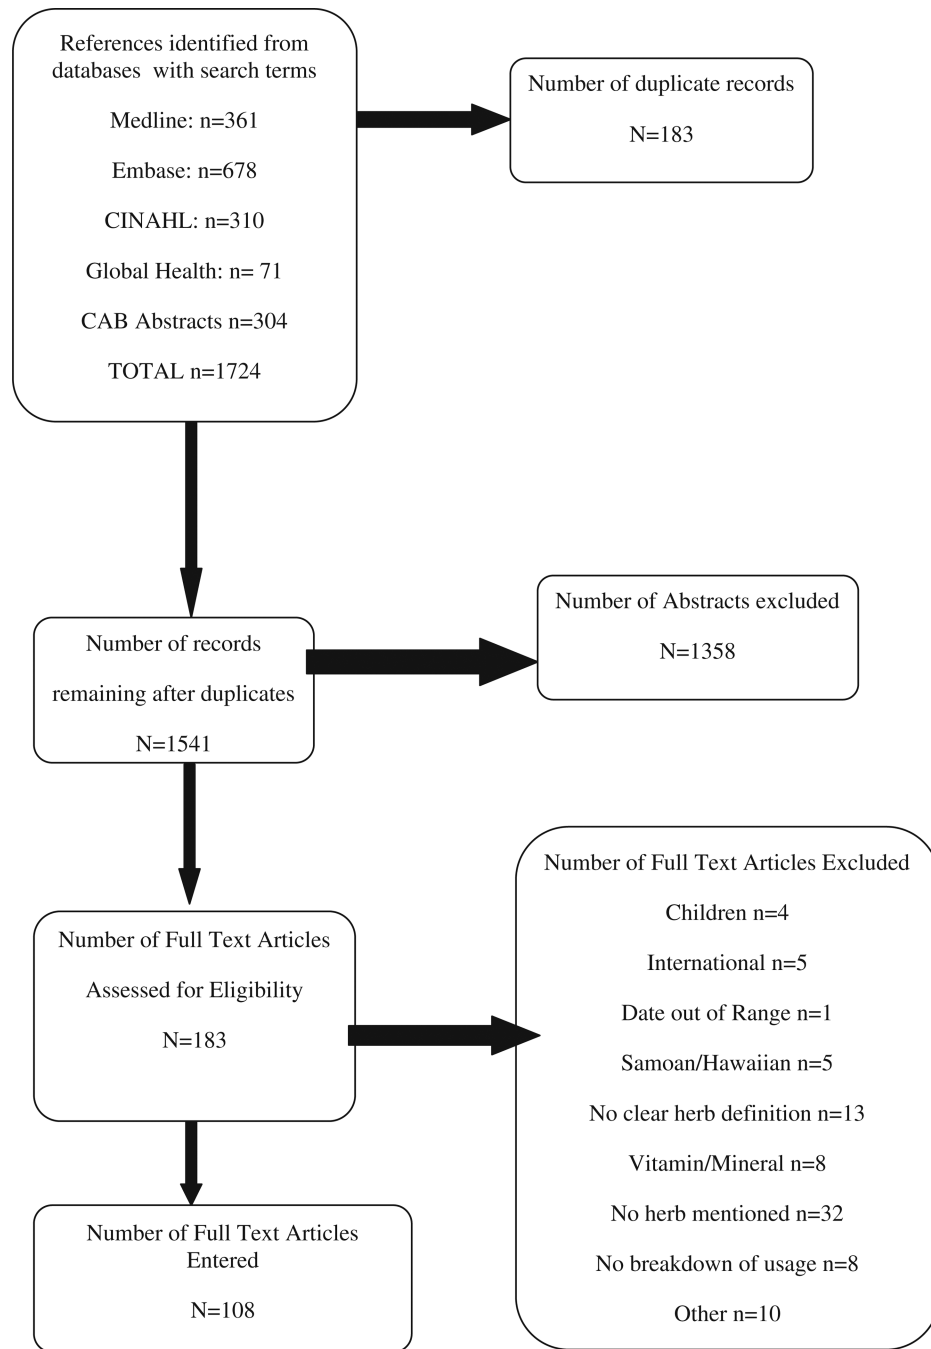 References identified from
databases with search terms
Medline: n=361
Embase: n=678
CINAHL: n=310
Global Health: n= 71
CAB Abstracts n=304
TOTAL n=1724
Number of duplicate records
N=183
Number of records
remaining after duplicates
N=1541
Number of Abstracts excluded
N=1358
Number of Full Text Articles
Assessed for Eligibility
N=183
Number of Full Text Articles Excluded
Children n=4
International n=5
Date out of Range n=1
Samoan/Hawaiian n=5
No clear herb definition n=13
Vitamin/Mineral n=8
No herb mentioned n=32
No breakdown of usage n=8
Other n=10
Number of Full Text Articles
Entered
N=108